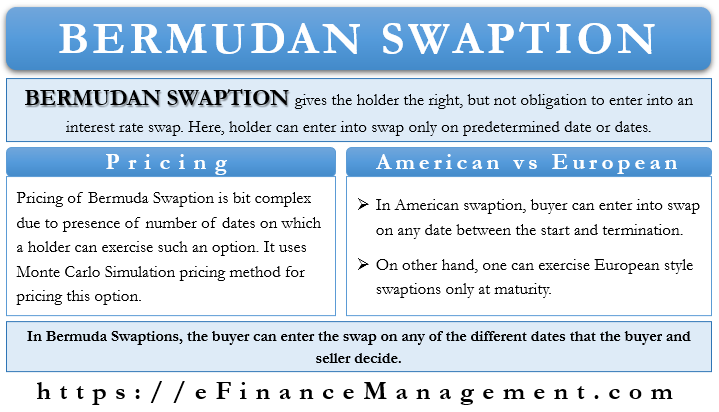 BERMUDAN SWAPTION
BERMUDAN SWAPTION gives the holder the right, but not obligation to enter into an
interest rate swap. Here, holder can enter into swap only on predetermined date or dates.
Pricing
Pricing of Bermuda Swaption is bit complex
due to presence of number of dates on which
a holder can exercise such an option. It uses
Monte Carlo Simulation pricing method for
pricing this option.
American vs European
➢ In American swaption, buyer can enter into swap
on any date between the start and termination.
➢ On other hand, one can exercise European style
swaptions only at maturity.
In Bermuda Swaptions, the buyer can enter the swap on any of the different dates that the buyer and
seller decide.
https://eFinanceManagement.com